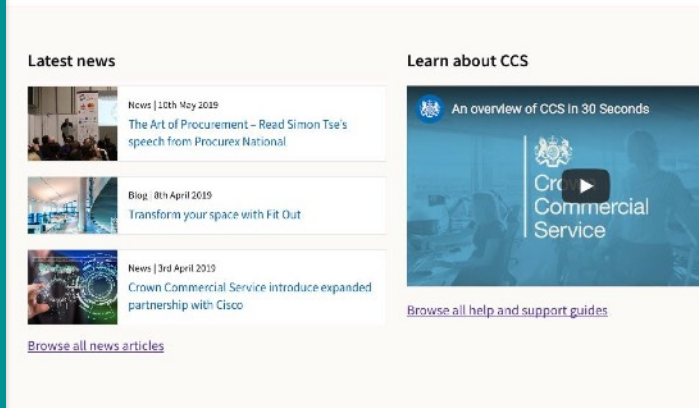 Latest news
News | 10th May 2019
The Art of Procurement – Read Simon Tse's
speech from Procurex National
Blog | 8th April 2019
Transform your space with Fit Out
News | 3rd April 2019
Crown Commercial Service introduce expanded
partnership with Cisco
Browse all news articles
Learn about CCS
An overview of CCS in 30 Seconds
Crown
Commercial
Service
Browse all help and support guides